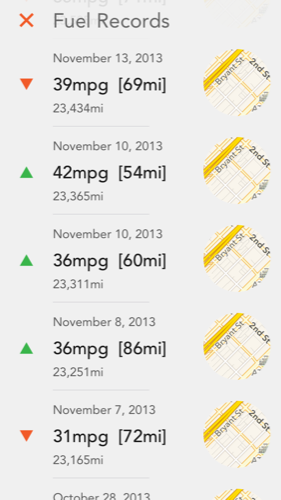 Fuel Records
November 13, 2013
39mpg [69mi]
23,434mi
Bryant St
2nd St
November 10, 2013
42mpg [54mi]
23,365mi
Bryant St
2nd St
November 10, 2013
36mpg [60mi]
23,311mi
Bryant St
2nd St
November 8, 2013
36mpg [86mi]
23,251mi
Bryant St
2nd St
November 7, 2013
31mpg [72mi]
23,165mi
Bryant St
2nd St
October 28, 2013